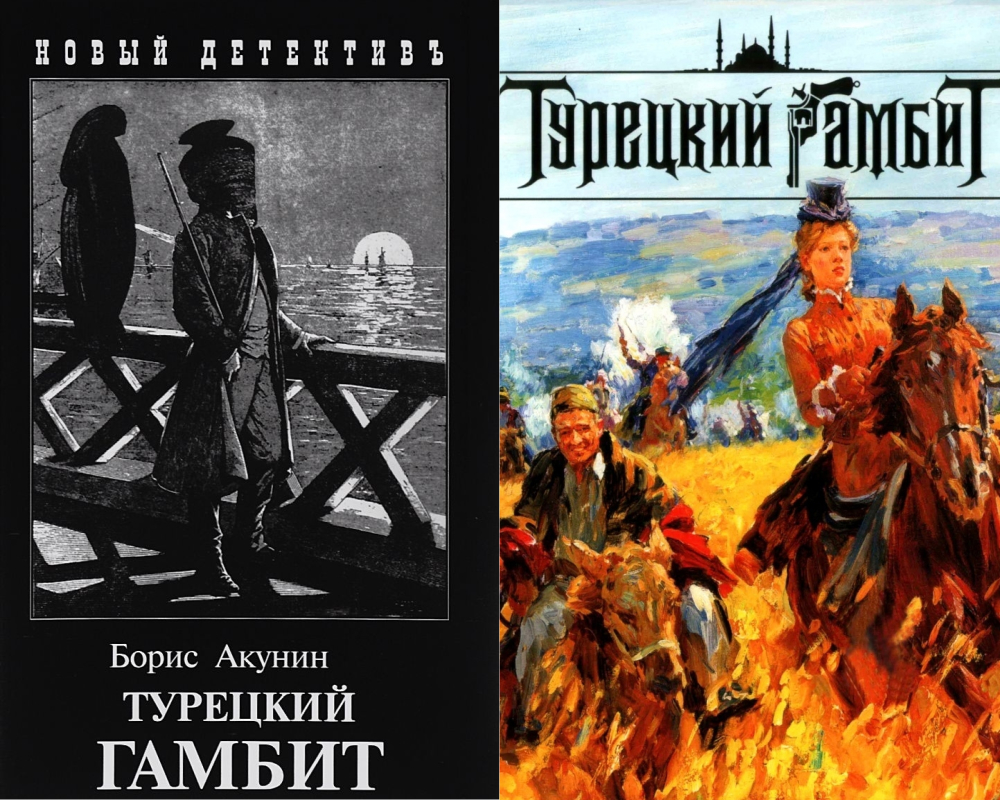 НОВЫЙ ДЕТЕКТИВЪ
Борис Акунин
ТУРЕЦКИЙ
ГАМБИТ
Турецкий Гамбит